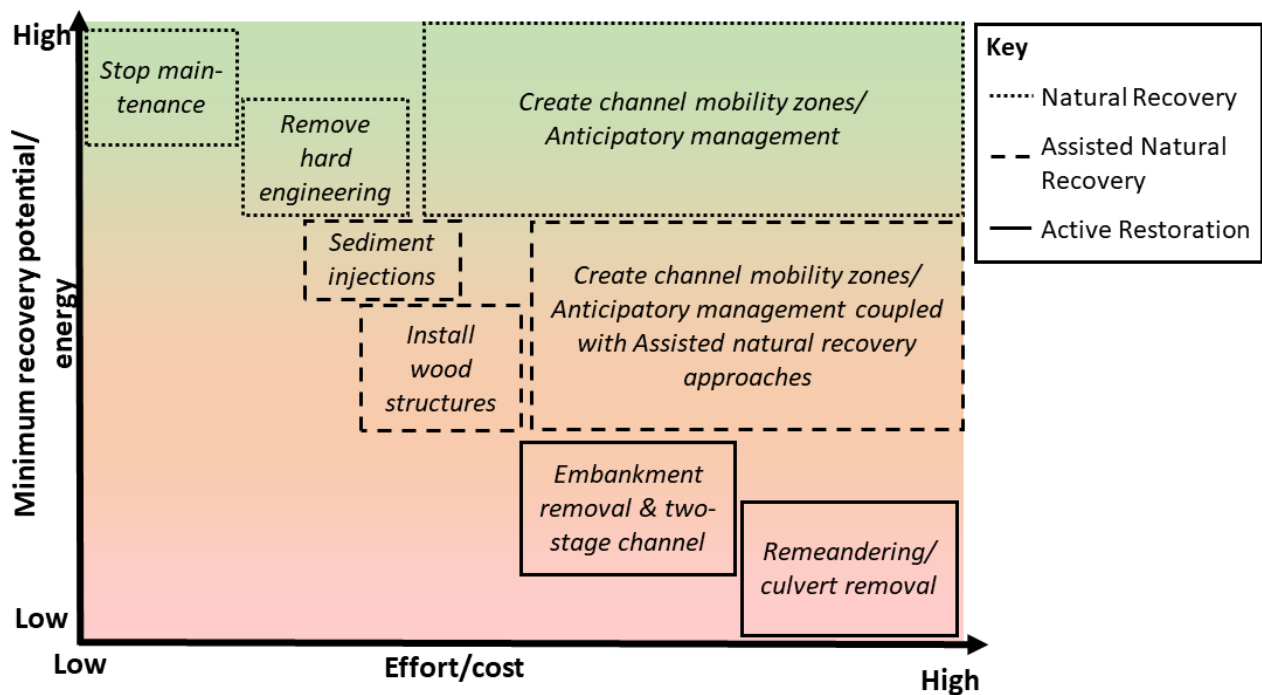 High
Stop main-
tenance
Remove
hard
engineering
Create channel mobility zones/
Anticipatory management
Sediment
injections
Install
wood
structures
Create channel mobility zones/
Anticipatory management coupled
with Assisted natural recovery
approaches
Embankment
removal & two-
stage channel
Remeandering/
culvert removal
Minimum recovery potential/
energy
Low
Low
Effort/cost
High
Key
Natural Recovery
Assisted Natural
Recovery
Active Restoration